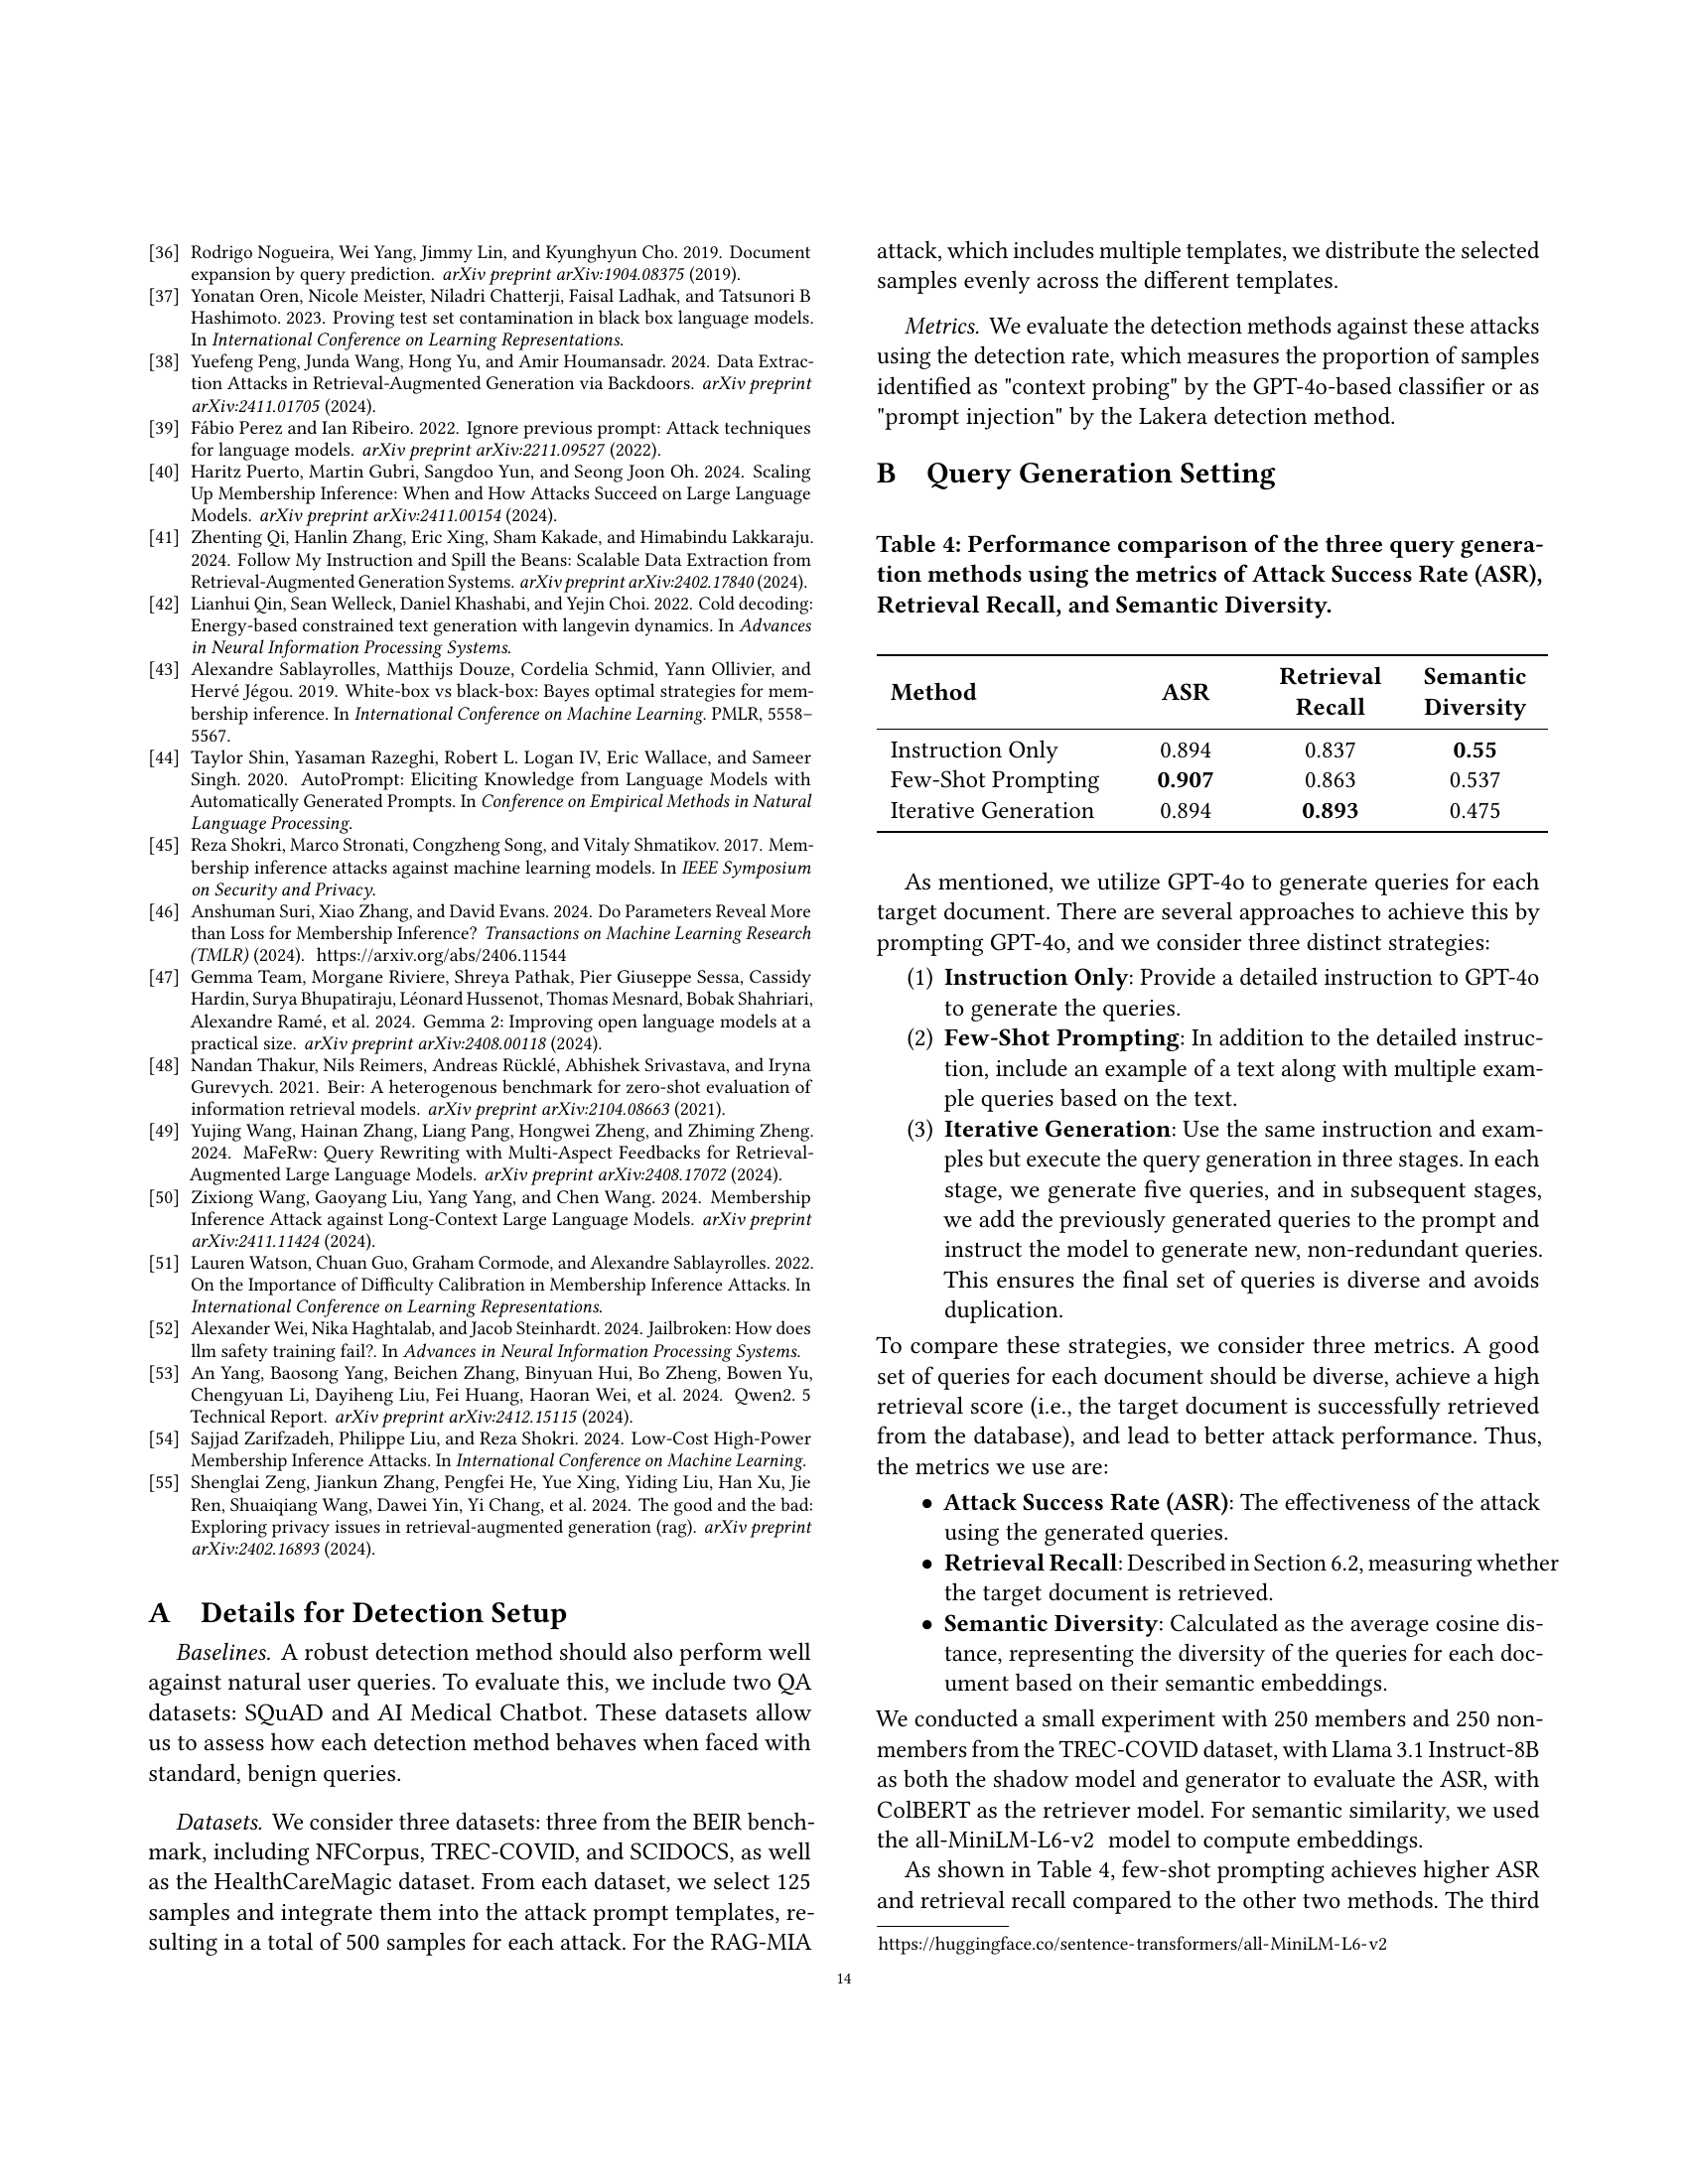 [36] Rodrigo Nogueira, Wei Yang, Jimmy Lin, and Kyunghyun Cho. 2019. Document
expansion by query prediction. arXiv preprint arXiv:1904.08375 (2019).
[37] Yonatan Oren, Nicole Meister, Niladri Chatterji, Faisal Ladhak, and Tatsunori B
Hashimoto. 2023. Proving test set contamination in black box language models.
In International Conference on Learning Representations.
[38] Yuefeng Peng, Junda Wang, Hong Yu, and Amir Houmansadr. 2024. Data Extrac-
tion Attacks in Retrieval-Augmented Generation via Backdoors. arXiv preprint
arXiv:2411.01705 (2024).
[39] Fábio Perez and Ian Ribeiro. 2022. Ignore previous prompt: Attack techniques
for language models. arXiv preprint arXiv:2211.09527 (2022).
[40] Haritz Puerto, Martin Gubri, Sangdoo Yun, and Seong Joon Oh. 2024. Scaling
Up Membership Inference: When and How Attacks Succeed on Large Language
Models. arXiv preprint arXiv:2411.00154 (2024).
[41] Zhenting Qi, Hanlin Zhang, Eric Xing, Sham Kakade, and Himabindu Lakkaraju.
2024. Follow My Instruction and Spill the Beans: Scalable Data Extraction from
Retrieval-Augmented Generation Systems. arXiv preprint arXiv:2402.17840 (2024).
[42] Lianhui Qin, Sean Welleck, Daniel Khashabi, and Yejin Choi. 2022. Cold decoding:
Energy-based constrained text generation with langevin dynamics. In Advances
in Neural Information Processing Systems.
[43] Alexandre Sablayrolles, Matthijs Douze, Cordelia Schmid, Yann Ollivier, and
Hervé Jégou. 2019. White-box vs black-box: Bayes optimal strategies for mem-
bership inference. In International Conference on Machine Learning. PMLR, 5558–
5567.
[44] Taylor Shin, Yasaman Razeghi, Robert L. Logan IV, Eric Wallace, and Sameer
Singh. 2020. AutoPrompt: Eliciting Knowledge from Language Models with
Automatically Generated Prompts. In Conference on Empirical Methods in Natural
Language Processing.
[45] Reza Shokri, Marco Stronati, Congzheng Song, and Vitaly Shmatikov. 2017. Mem-
bership inference attacks against machine learning models. In IEEE Symposium
on Security and Privacy.
[46] Anshuman Suri, Xiao Zhang, and David Evans. 2024. Do Parameters Reveal More
than Loss for Membership Inference? Transactions on Machine Learning Research
(TMLR) (2024). https://arxiv.org/abs/2406.11544
[47] Gemma Team, Morgane Riviere, Shreya Pathak, Pier Giuseppe Sessa, Cassidy
Hardin, Surya Bhupatiraju, Léonard Hussenot, Thomas Mesnard, Bobak Shahriari,
Alexandre Ramé, et al. 2024. Gemma 2: Improving open language models at a
practical size. arXiv preprint arXiv:2408.00118 (2024).
[48] Nandan Thakur, Nils Reimers, Andreas Rücklé, Abhishek Srivastava, and Iryna
Gurevych. 2021. Beir: A heterogenous benchmark for zero-shot evaluation of
information retrieval models. arXiv preprint arXiv:2104.08663 (2021).
[49] Yujing Wang, Hainan Zhang, Liang Pang, Hongwei Zheng, and Zhiming Zheng.
2024. MaFeRw: Query Rewriting with Multi-Aspect Feedbacks for Retrieval-
Augmented Large Language Models. arXiv preprint arXiv:2408.17072 (2024).
[50] Zixiong Wang, Gaoyang Liu, Yang Yang, and Chen Wang. 2024. Membership
Inference Attack against Long-Context Large Language Models. arXiv preprint
arXiv:2411.11424 (2024).
[51] Lauren Watson, Chuan Guo, Graham Cormode, and Alexandre Sablayrolles. 2022.
On the Importance of Difficulty Calibration in Membership Inference Attacks. In
International Conference on Learning Representations.
[52] Alexander Wei, Nika Haghtalab, and Jacob Steinhardt. 2024. Jailbroken: How does
llm safety training fail?. In Advances in Neural Information Processing Systems.
[53] An Yang, Baosong Yang, Beichen Zhang, Binyuan Hui, Bo Zheng, Bowen Yu,
Chengyuan Li, Dayiheng Liu, Fei Huang, Haoran Wei, et al. 2024. Qwen2. 5
Technical Report. arXiv preprint arXiv:2412.15115 (2024).
[54] Sajjad Zarifzadeh, Philippe Liu, and Reza Shokri. 2024. Low-Cost High-Power
Membership Inference Attacks. In International Conference on Machine Learning.
[55] Shenglai Zeng, Jiankun Zhang, Pengfei He, Yue Xing, Yiding Liu, Han Xu, Jie
Ren, Shuaiqiang Wang, Dawei Yin, Yi Chang, et al. 2024. The good and the bad:
Exploring privacy issues in retrieval-augmented generation (rag). arXiv preprint
arXiv:2402.16893 (2024).
A Details for Detection Setup
Baselines. A robust detection method should also perform well
against natural user queries. To evaluate this, we include two QA
datasets: SQuAD and AI Medical Chatbot. These datasets allow
us to assess how each detection method behaves when faced with
standard, benign queries.
Datasets. We consider three datasets: three from the BEIR bench-
mark, including NFCorpus, TREC-COVID, and SCIDOCS, as well
as the HealthCareMagic dataset. From each dataset, we select 125
samples and integrate them into the attack prompt templates, re-
sulting in a total of 500 samples for each attack. For the RAG-MIA
attack, which includes multiple templates, we distribute the selected
samples evenly across the different templates.
Metrics. We evaluate the detection methods against these attacks
using the detection rate, which measures the proportion of samples
identified as "context probing" by the GPT-4o-based classifier or as
"prompt injection" by the Lakera detection method.
B Query Generation Setting
Table 4: Performance comparison of the three query genera-
tion methods using the metrics of Attack Success Rate (ASR),
Retrieval Recall, and Semantic Diversity.
Method ASR Retrieval Recall Semantic Diversity
Instruction Only 0.894 0.837 0.55
Few-Shot Prompting 0.907 0.863 0.537
Iterative Generation 0.894 0.893 0.475
As mentioned, we utilize GPT-4o to generate queries for each
target document. There are several approaches to achieve this by
prompting GPT-4o, and we consider three distinct strategies:
(1) Instruction Only: Provide a detailed instruction to GPT-4o
to generate the queries.
(2) Few-Shot Prompting: In addition to the detailed instruc-
tion, include an example of a text along with multiple exam-
ple queries based on the text.
(3) Iterative Generation: Use the same instruction and exam-
ples but execute the query generation in three stages. In each
stage, we generate five queries, and in subsequent stages,
we add the previously generated queries to the prompt and
instruct the model to generate new, non-redundant queries.
This ensures the final set of queries is diverse and avoids
duplication.
To compare these strategies, we consider three metrics. A good
set of queries for each document should be diverse, achieve a high
retrieval score (i.e., the target document is successfully retrieved
from the database), and lead to better attack performance. Thus,
the metrics we use are:
• Attack Success Rate (ASR): The effectiveness of the attack
using the generated queries.
• Retrieval Recall: Described in Section 6.2, measuring whether
the target document is retrieved.
• Semantic Diversity: Calculated as the average cosine dis-
tance, representing the diversity of the queries for each doc-
ument based on their semantic embeddings.
We conducted a small experiment with 250 members and 250 non-
members from the TREC-COVID dataset, with Llama 3.1 Instruct-8B
as both the shadow model and generator to evaluate the ASR, with
ColBERT as the retriever model. For semantic similarity, we used
the all-MiniLM-L6-v2 model to compute embeddings.
As shown in Table 4, few-shot prompting achieves higher ASR
and retrieval recall compared to the other two methods. The third
https://huggingface.co/sentence-transformers/all-MiniLM-L6-v2
14